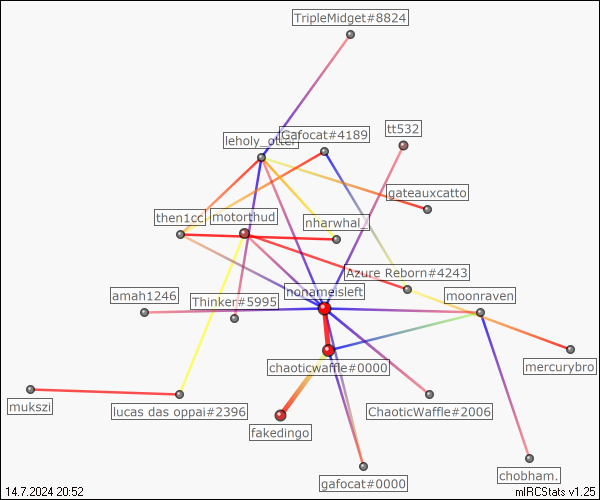 TripleMidget#8824
Gafocat#4189
tt532
leholy_otter
gateauxcatto
then1cc
motorthud
nharwhal_
Azure Reborn#4243
nonameisleft
moonraven
amah1246
Thinker#5995
chaoticwaffle#0000
mercurybro
mukszi
lucas das oppai#2396
ChaoticWaffle#2006
fakedingo
gafocat#0000
chobham.
14.7.2024 20:52
mIRCStats v1.25